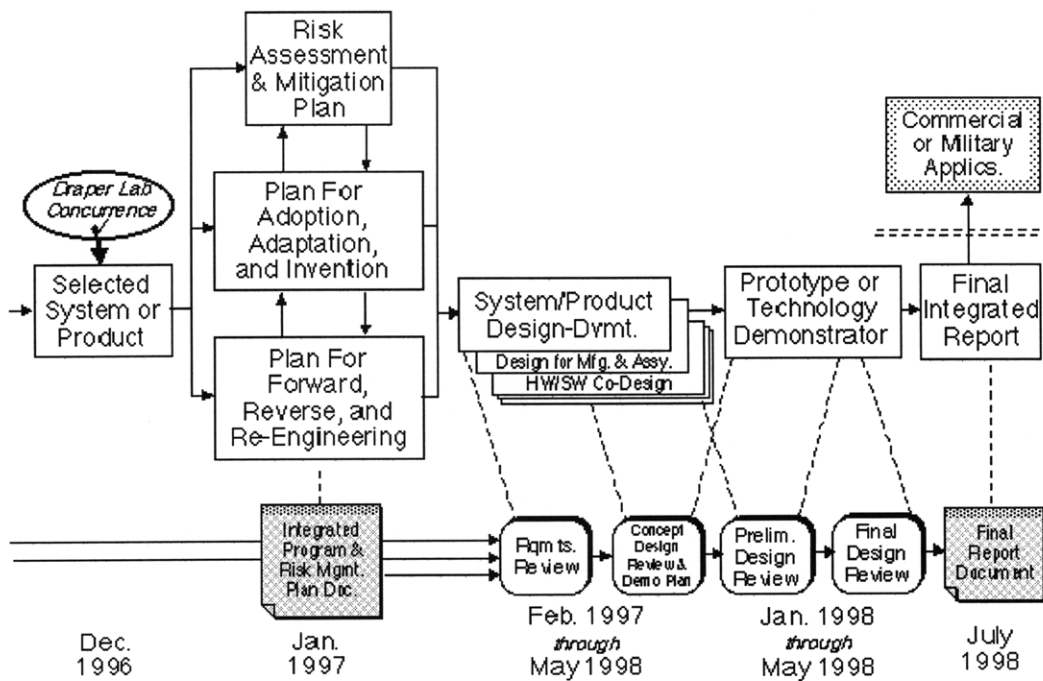 Risk
Assessment
& Mitigation
Plan
Commercial
or Military
Applics.
Draper Lab
Concurrence
Plan For
Adoption,
Adaptation,
and Invention
Selected
System or
Product
System/Product
Design-Dvmt.
Design for Mfg. & Assy.
HW/SW Co-Design
Prototype or
Technology
Demonstrator
Final
Integrated
Report
Plan For
Forward,
Reverse, and
Re-Engineering
Integrated
Program &
Risk Mgmt.
Plan Doc.
Rqmts.
Review
Concept
Design
Review &
Demo Plan
Prelim.
Design
Review
Final
Design
Review
Final
Report
Document
Dec.
1996
Jan.
1997
Feb. 1997
through
May 1998
Jan. 1998
through
May 1998
July
1998